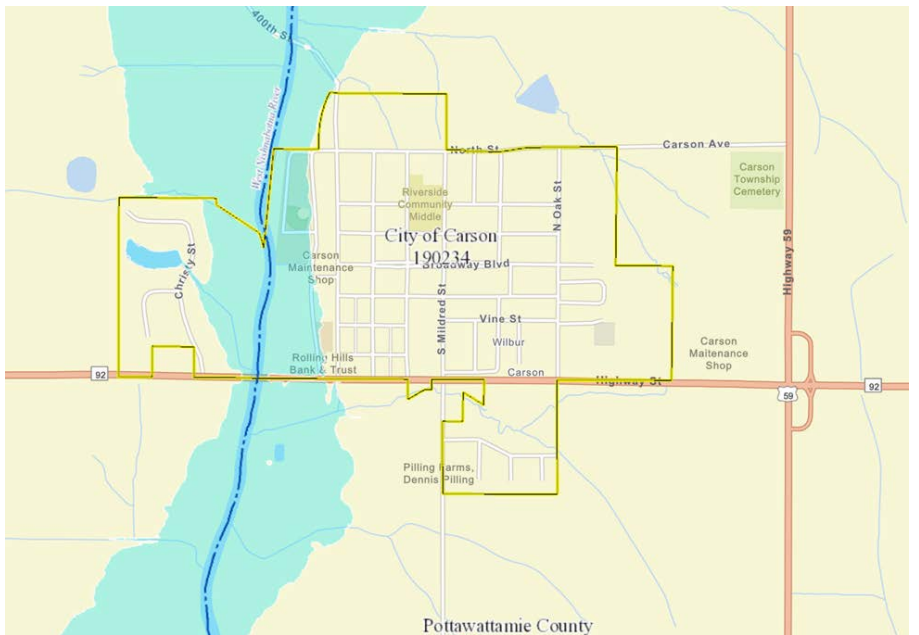 400th St
West Nishnabotna River
North St
Carson Ave
Carson
Township
Cemetery
Riverside
Community
Middle
N Oak St
City of Carson
190234
Christy St
Carson
Maintenance
Shop
Broadway Blvd
Highway 59
S Mildred St
Vine St
Wilbur
Carson
Maitenance
Shop
Rolling Hills
Bank & Trust
92
Carson
Highway St
59
92
Pilling Farms,
Dennis Pilling
Pottawattamie County